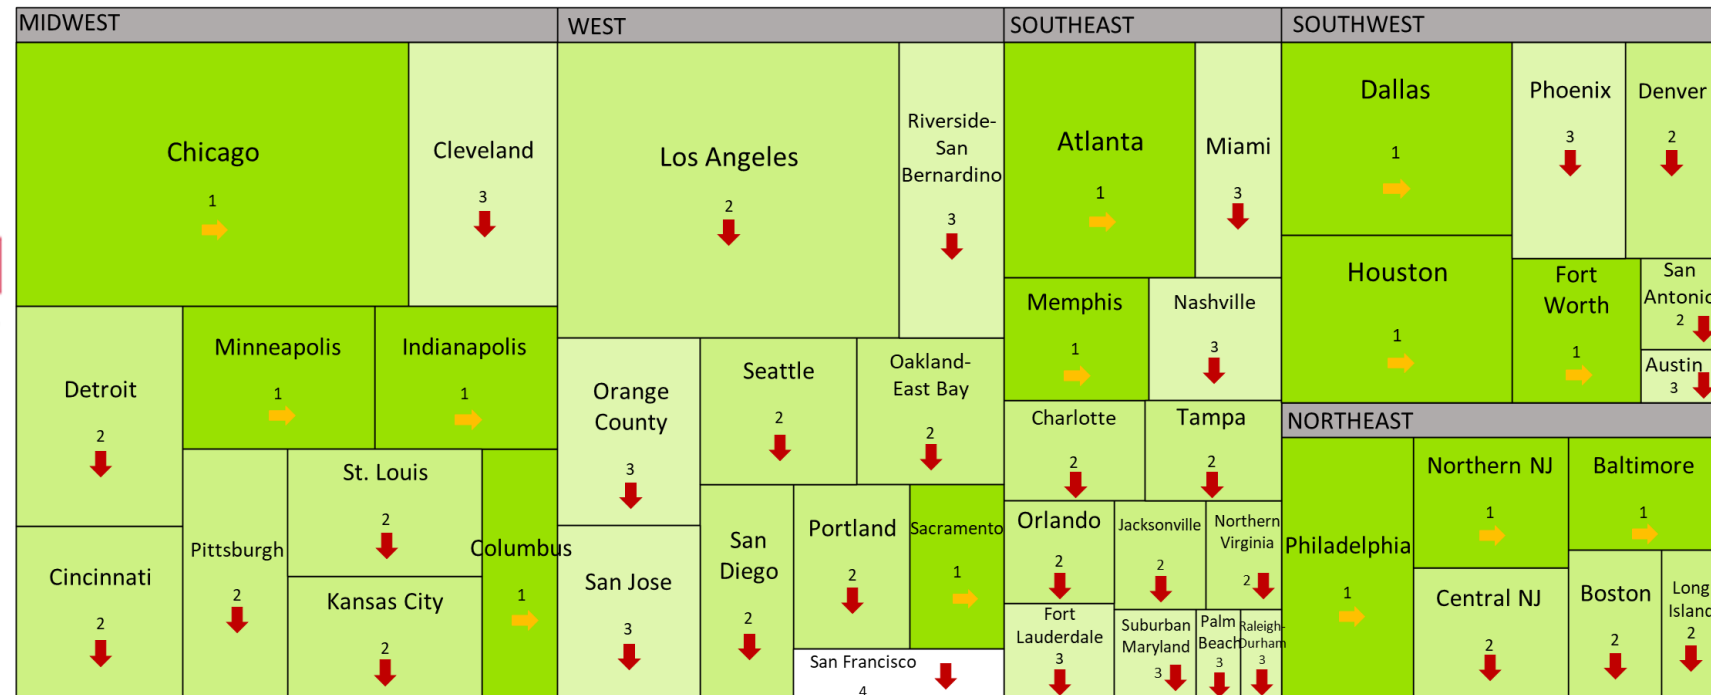 MIDWEST
Chicago
1
Cleveland
3
Detroit
2
Minneapolis
1
Indianapolis
1
Cincinnati
2
Pittsburgh
2
St. Louis
2
Kansas City
2
Columbus
1
WEST
Los Angeles
2
Riverside-
San
Bernardino
3
Orange
County
3
Seattle
2
Oakland-
East Bay
2
San Jose
3
San
Diego
2
Portland
2
Sacramento
1
San Francisco
4
SOUTHEAST
Atlanta
1
Miami
3
Memphis
1
Nashville
3
Charlotte
2
Tampa
2
Orlando
2
Jacksonville
2
Northern
Virginia
2
Fort
Lauderdale
3
Suburban
Maryland
3
Palm
Beach
3
Raleigh-
Durham
3
SOUTHWEST
Dallas
1
Phoenix
3
Denver
2
Houston
1
Fort
Worth
1
San
Antonio
2
Austin
3
NORTHEAST
Philadelphia
1
Northern NJ
1
Baltimore
1
Central NJ
2
Boston
2
Long
Island
2